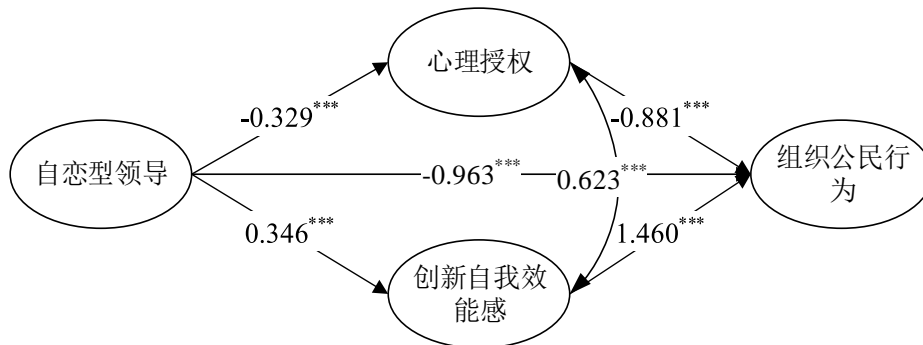 心理授权
-0.329***
-0.881***
自恋型领导
-0.963***
0.623***
组织公民行
为
0.346***
1.460***
创新自我效
能感